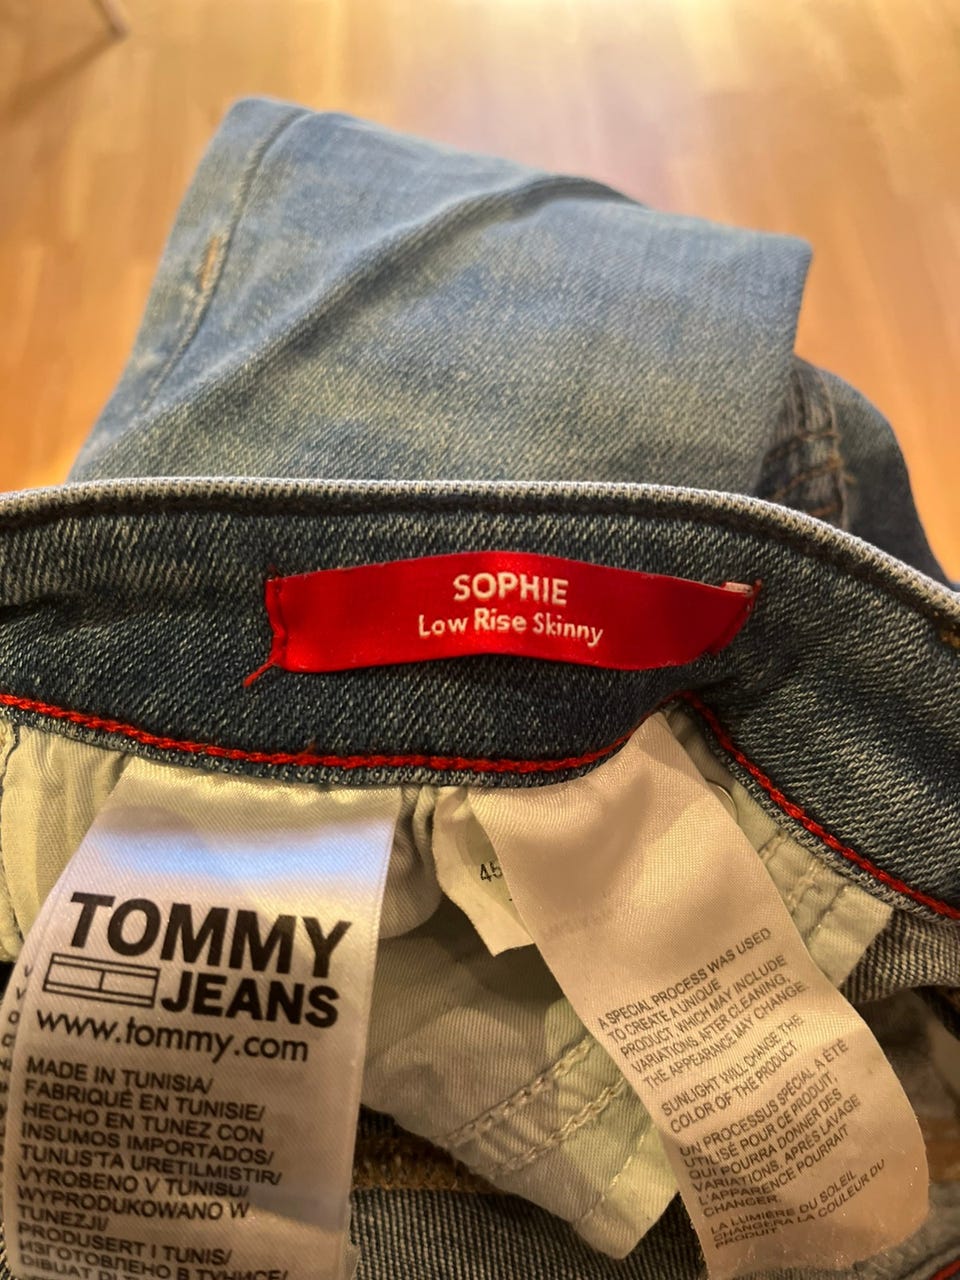 SOPHIE
Low Rise Skinny
TOMMY
JEANS
www.tommy.com
MADE IN TUNISIA/
FABRIQUÉ EN TUNISIE/
HECHO EN TUNEZ CON
INSUMOS IMPORTADOS/
TUNUS'TA URETILMISTIR/
VYROBENO V TUNISU/
WYPRODUKOWANO W
TUNEZJI/
PRODUSERT I TUNIS/
ИЗГОТОВЛЕНО В ТУНИСЕ/
45
A SPECIAL PROCESS WAS USED
TO CREATE A UNIQUE
PRODUCT WHICH MAY INCLUDE
VARIATIONS. AFTER CLEANING,
THE APPEARANCE MAY CHANGE.
SUNLIGHT WILL CHANGE THE
COLOR OF THE PRODUCT.
UN PROCESSUS SPÉCIAL A ÉTÉ
UTILISÉ POUR CE PRODUIT,
QUI POURRA DONNER DES
VARIATIONS. APRÈS LAVAGE
L'APPARENCE POURRAIT
CHANGER.
LA LUMIÈRE DU SOLEIL
CHANGERA LA COULEUR DU
PRODUIT.